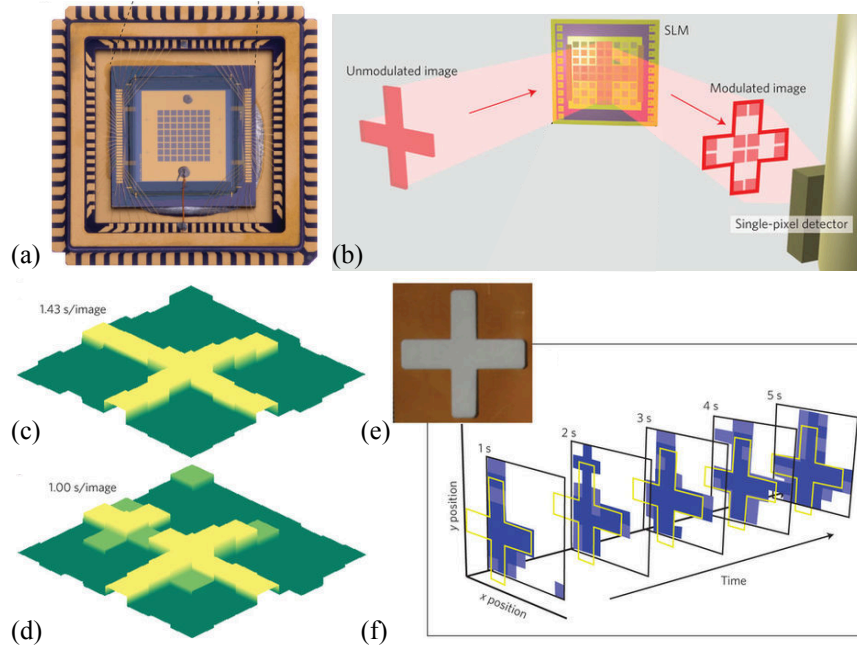 (a)
Unmodulated image
SLM
Modulated image
Single-pixel detector
(b)
1.43 s/image
(c)
(e)
1.00 s/image
(d)
1 s
2 s
3 s
4 s
5 s
y position
x position
Time
(f)